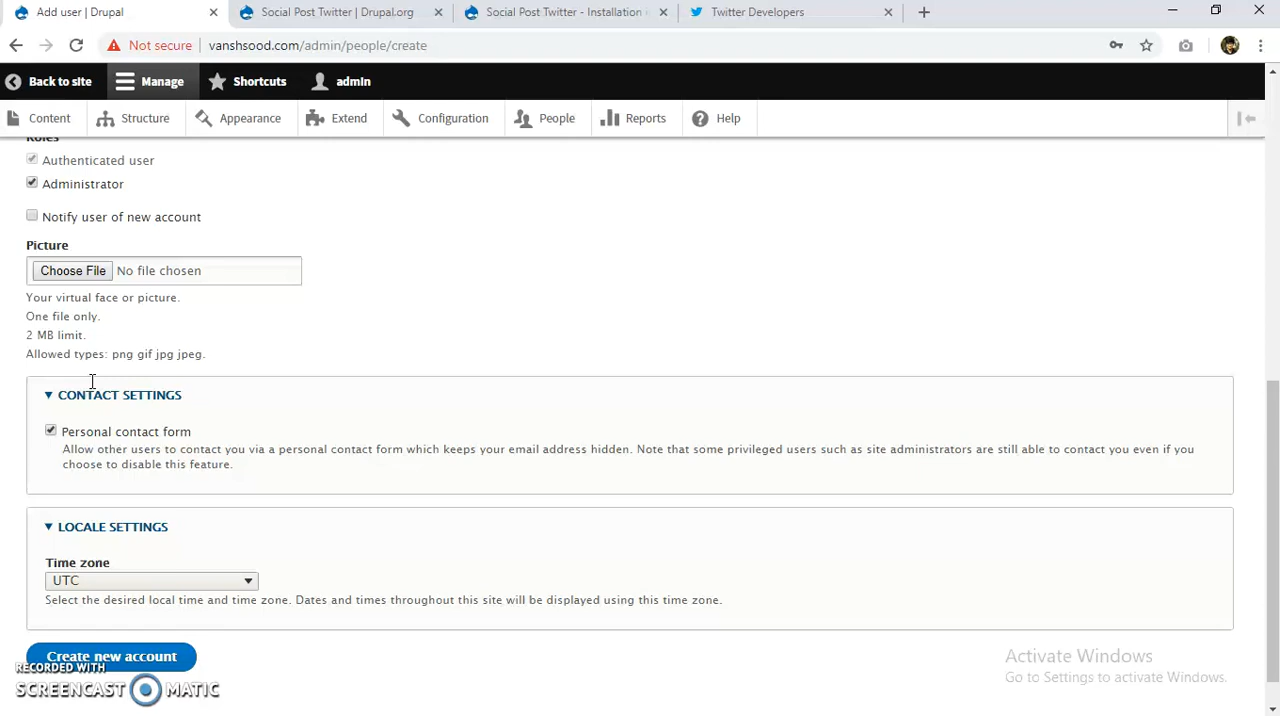 Add user | Drupal
Social Post Twitter | Drupal.org
Social Post Twitter - Installation
Twitter Developers
Not secure
vanshsood.com/admin/people/create
Back to site
Manage
Shortcuts
admin
Content
Structure
Appearance
Extend
Configuration
People
Reports
Help
Roles
Authenticated user
Administrator
Notify user of new account
Picture
Choose File No file chosen
Your virtual face or picture.
One file only.
2 MB limit.
Allowed types: png gif jpg jpeg.
CONTACT SETTINGS
Personal contact form
Allow other users to contact you via a personal contact form which keeps your email address hidden. Note that some privileged users such as site administrators are still able to contact you even if you
choose to disable this feature.
LOCALE SETTINGS
Time zone
UTC
Select the desired local time and time zone. Dates and times throughout this site will be displayed using this time zone.
Create new account
RECORDED WITH
SCREENCAST MATIC
Activate Windows
Go to Settings to activate Windows.